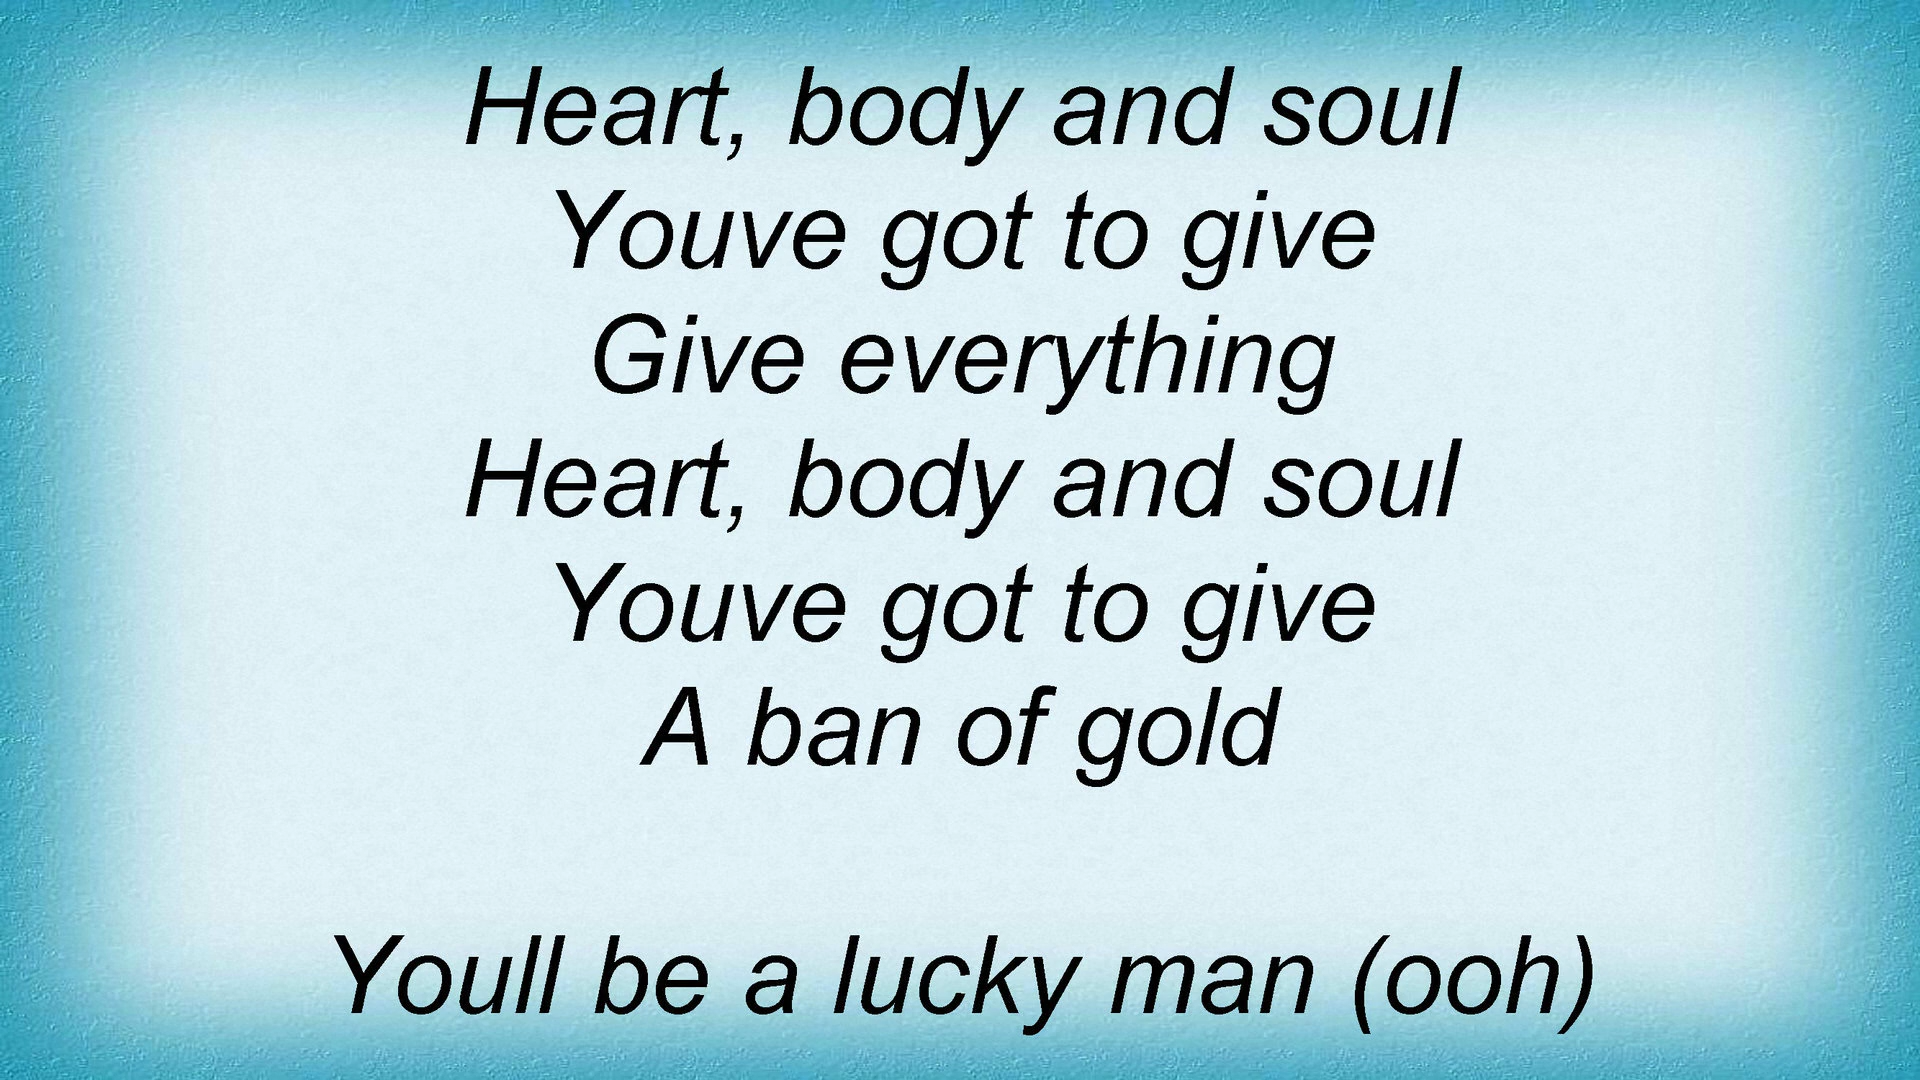 Heart, body and soul
Youve got to give
Give everything
Heart, body and soul
Youve got to give
A ban of gold
Youll be a lucky man (ooh)